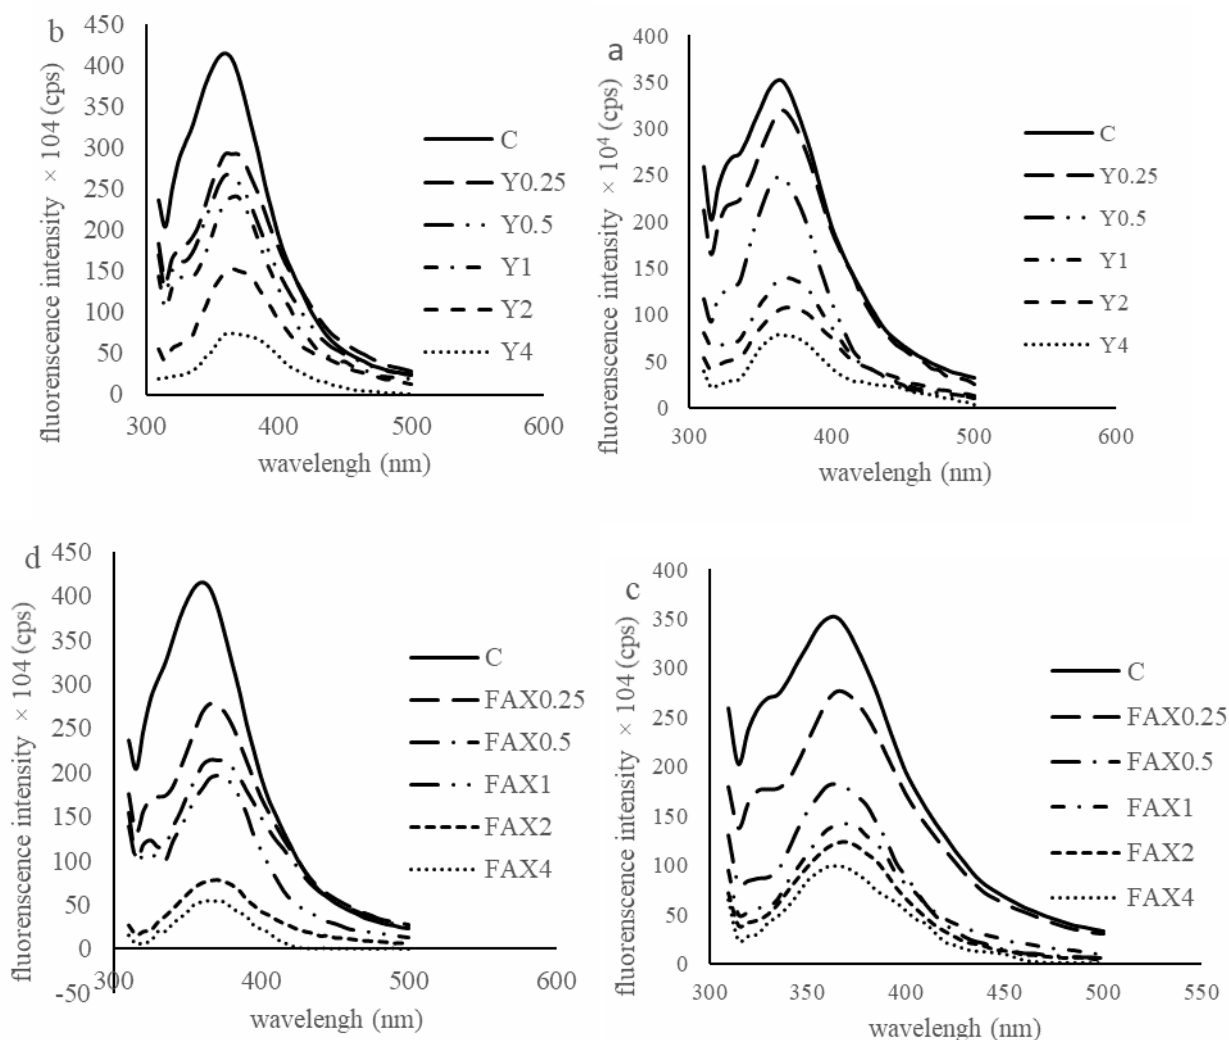 b
450
400
350
300
250
200
150
100
50
0
300
400
500
600
fluorenscence intensity × 104 (cps)
wavelengh (nm)
C
Y0.25
Y0.5
Y1
Y2
Y4
a
400
350
300
250
200
150
100
50
0
300
400
500
600
fluorenscence intensity × 10⁴ (cps)
wavelengh (nm)
C
Y0.25
Y0.5
Y1
Y2
Y4
d
450
400
350
300
250
200
150
100
50
0
-50
300
400
500
600
fluorenscence intensity × 104 (cps)
wavelengh (nm)
C
FAX0.25
FAX0.5
FAX1
FAX2
FAX4
c
400
350
300
250
200
150
100
50
0
300
350
400
450
500
550
fluorenscence intensity × 104 (cps)
wavelengh (nm)
C
FAX0.25
FAX0.5
FAX1
FAX2
FAX4